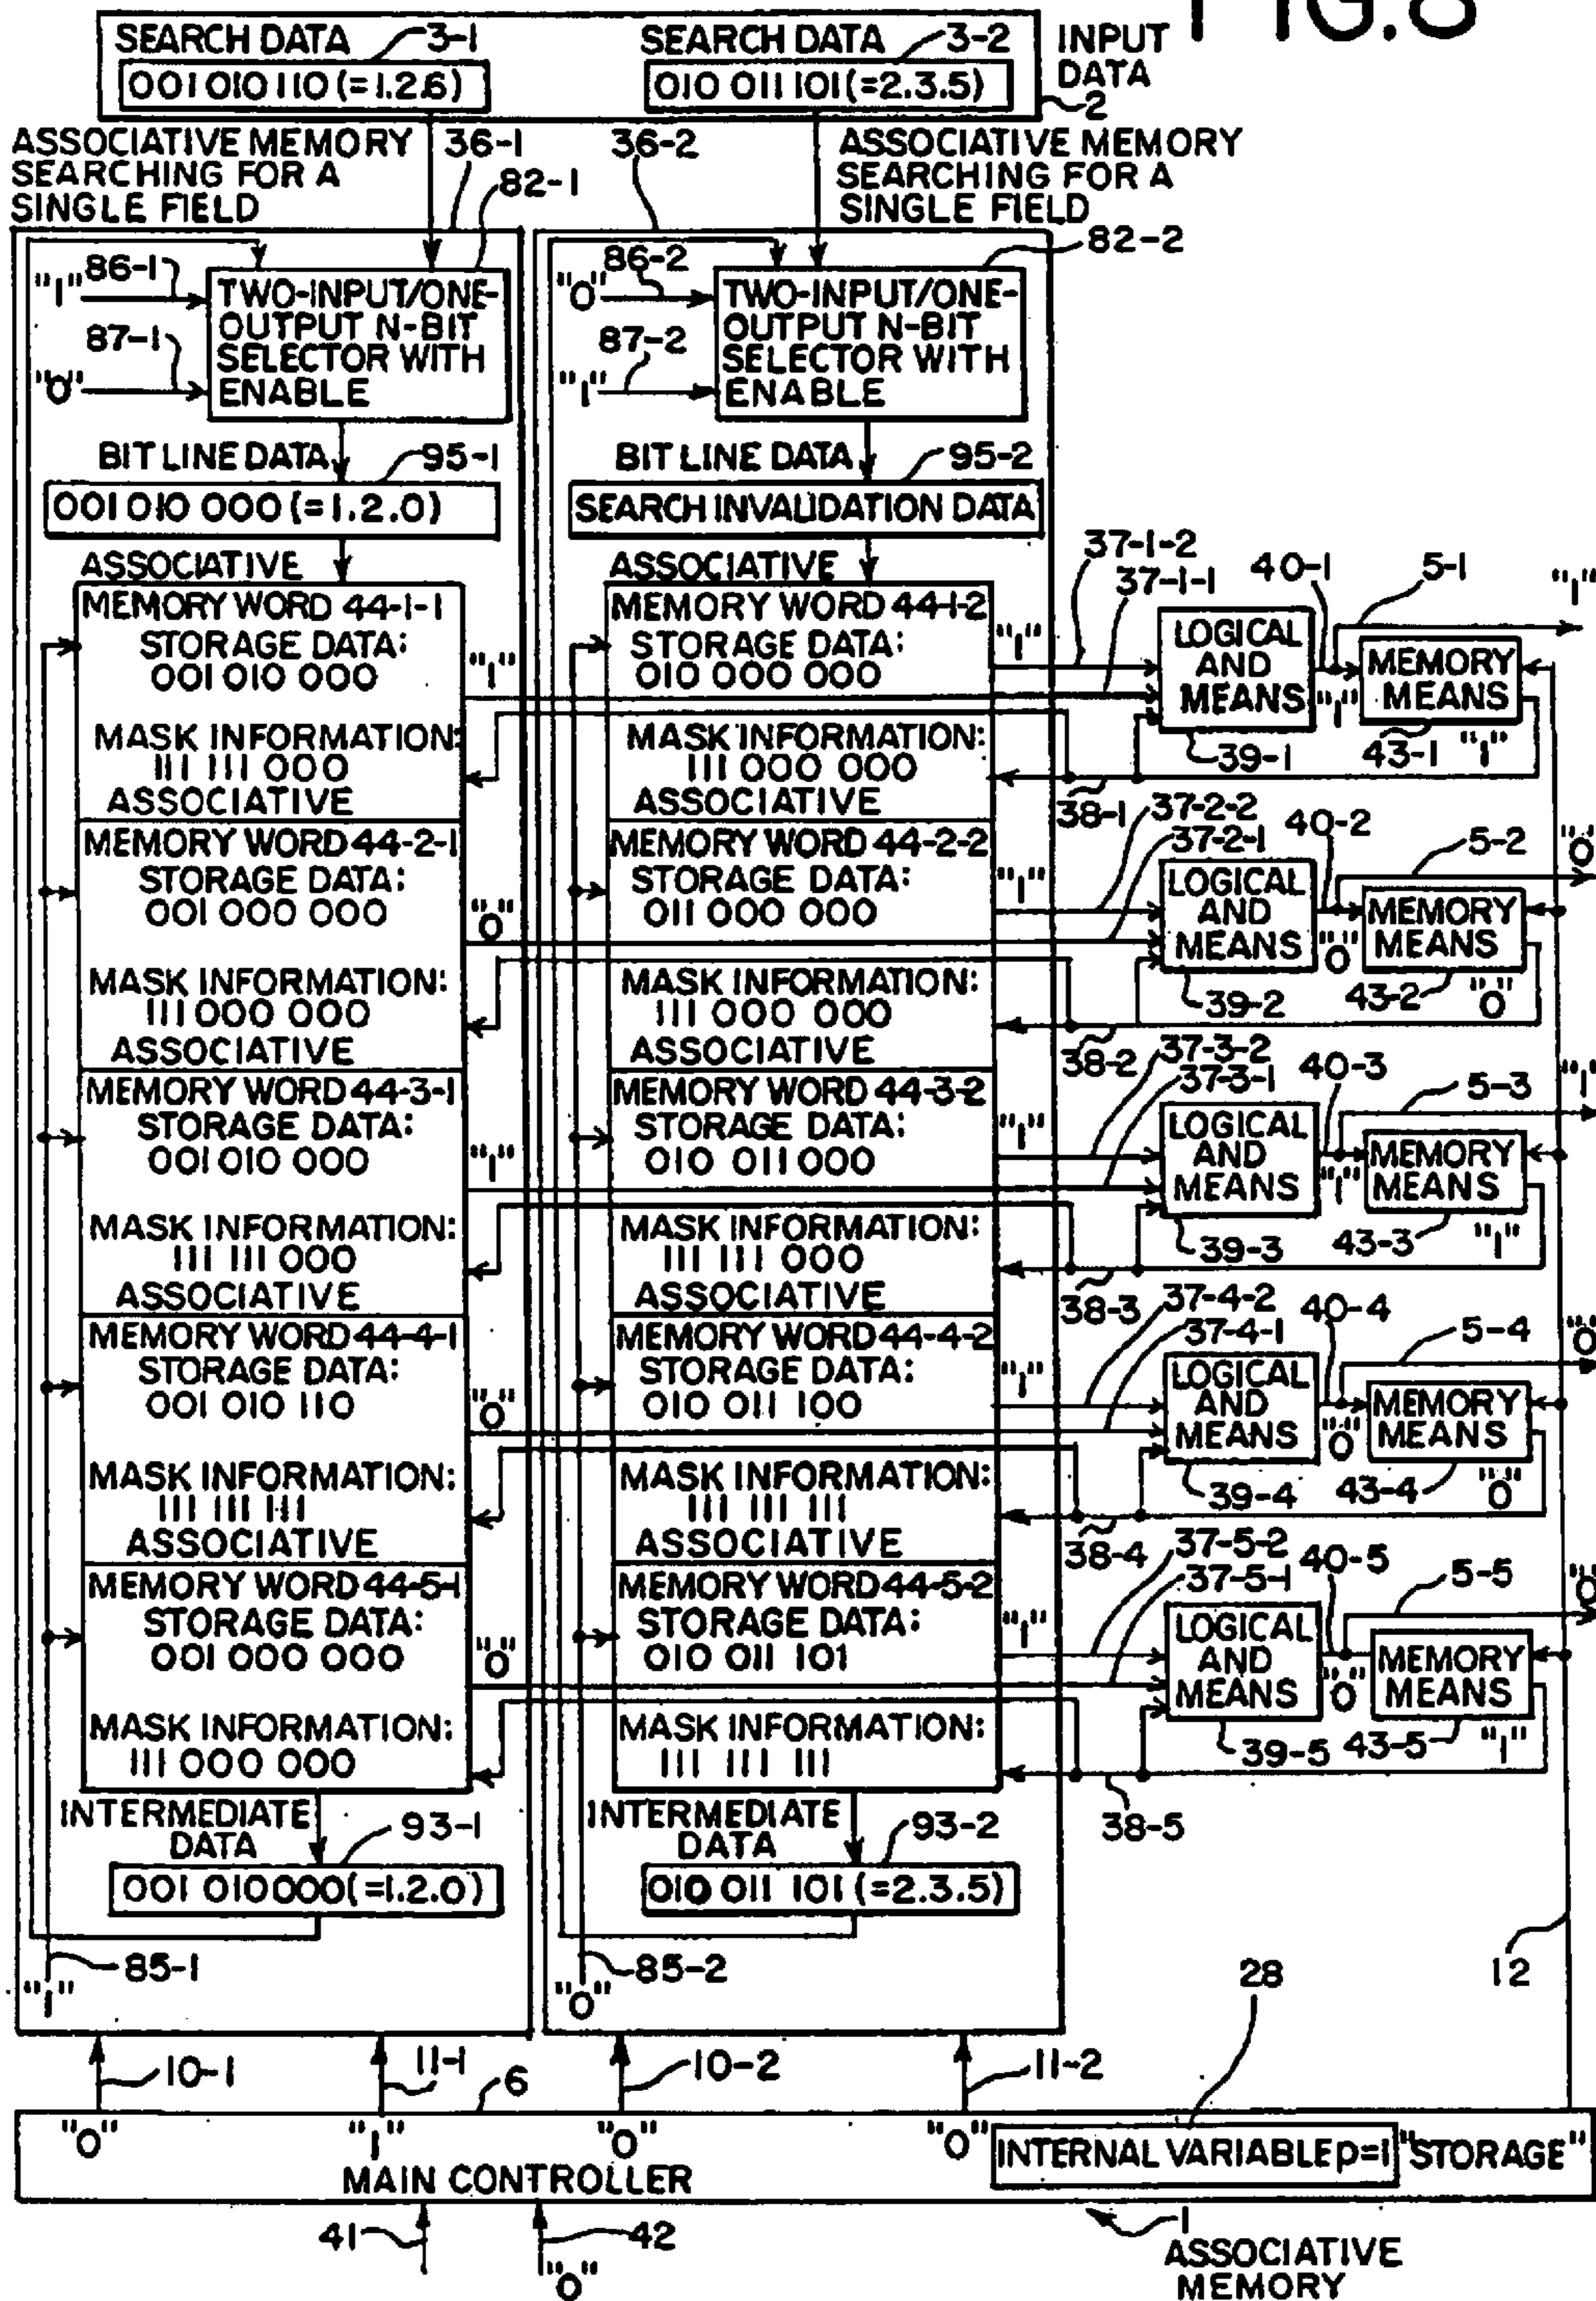 FIG.8
SEARCH DATA 3-1
001 010 110 (=1.2.6)
SEARCH DATA 3-2
010 011 101 (=2.3.5)
INPUT
DATA
2
ASSOCIATIVE MEMORY
SEARCHING FOR A
SINGLE FIELD
36-1
82-1
36-2
ASSOCIATIVE MEMORY
SEARCHING FOR A
SINGLE FIELD
82-2
"1" 86-1
"0" 87-1
TWO-INPUT/ONE-
OUTPUT N-BIT
SELECTOR WITH
ENABLE
"0" 86-2
"1" 87-2
TWO-INPUT/ONE-
OUTPUT N-BIT
SELECTOR WITH
ENABLE
BIT LINE DATA 95-1
001 010 000 (=1.2.0)
BIT LINE DATA 95-2
SEARCH INVALIDATION DATA
ASSOCIATIVE
MEMORY WORD 44-1-1
STORAGE DATA:
001 010 000
"1"
MASK INFORMATION:
111 111 000
ASSOCIATIVE
MEMORY WORD 44-2-1
STORAGE DATA:
001 000 000
"0"
MASK INFORMATION:
111 000 000
ASSOCIATIVE
MEMORY WORD 44-3-1
STORAGE DATA:
001 010 000
"1"
MASK INFORMATION:
111 111 000
ASSOCIATIVE
MEMORY WORD 44-4-1
STORAGE DATA:
001 010 110
"0"
MASK INFORMATION:
111 111 111
ASSOCIATIVE
MEMORY WORD 44-5-1
STORAGE DATA:
001 000 000
"0"
MASK INFORMATION:
111 000 000
INTERMEDIATE
DATA
93-1
001 010 000 (=1.2.0)
85-1
"1"
ASSOCIATIVE
MEMORY WORD 44-1-2
STORAGE DATA:
010 000 000
"1"
MASK INFORMATION:
111 000 000
ASSOCIATIVE
MEMORY WORD 44-2-2
STORAGE DATA:
011 000 000
"1"
MASK INFORMATION:
111 000 000
ASSOCIATIVE
MEMORY WORD 44-3-2
STORAGE DATA:
010 011 000
"1"
MASK INFORMATION:
111 111 000
ASSOCIATIVE
MEMORY WORD 44-4-2
STORAGE DATA:
010 011 100
"1"
MASK INFORMATION:
111 111 111
ASSOCIATIVE
MEMORY WORD 44-5-2
STORAGE DATA:
010 011 101
"1"
MASK INFORMATION:
111 111 111
INTERMEDIATE
DATA
93-2
010 011 101 (=2.3.5)
85-2
"0"
37-1-2
37-1-1
40-1
5-1
"1"
LOGICAL
AND
MEANS
"1"
MEMORY
MEANS
39-1
43-1
"1"
38-1
37-2-2
37-2-1
40-2
5-2
"0"
LOGICAL
AND
MEANS
"0"
MEMORY
MEANS
39-2
43-2
"0"
38-2
37-3-2
37-3-1
40-3
5-3
"1"
LOGICAL
AND
MEANS
"1"
MEMORY
MEANS
39-3
43-3
"1"
38-3
37-4-2
37-4-1
40-4
5-4
"0"
LOGICAL
AND
MEANS
"0"
MEMORY
MEANS
39-4
43-4
"0"
38-4
37-5-2
37-5-1
40-5
5-5
"0"
LOGICAL
AND
MEANS
"0"
MEMORY
MEANS
39-5
43-5
"1"
38-5
28
12
10-1
11-1
6
10-2
11-2
"0"
"1"
"0"
"0"
INTERNAL VARIABLE p=1
"STORAGE"
MAIN CONTROLLER
41
42
"0"
1
ASSOCIATIVE
MEMORY